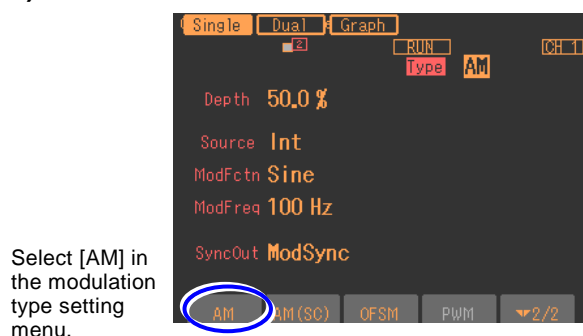 Single Dual Graph
2
RUN CH 1
Type AM
Depth 50.0 %
Source Int
ModFctn Sine
ModFreq 100 Hz
SyncOut ModSync
Select [AM] in
the modulation
type setting
menu.
AM AM(SC) OFSM PWM ▼2/2